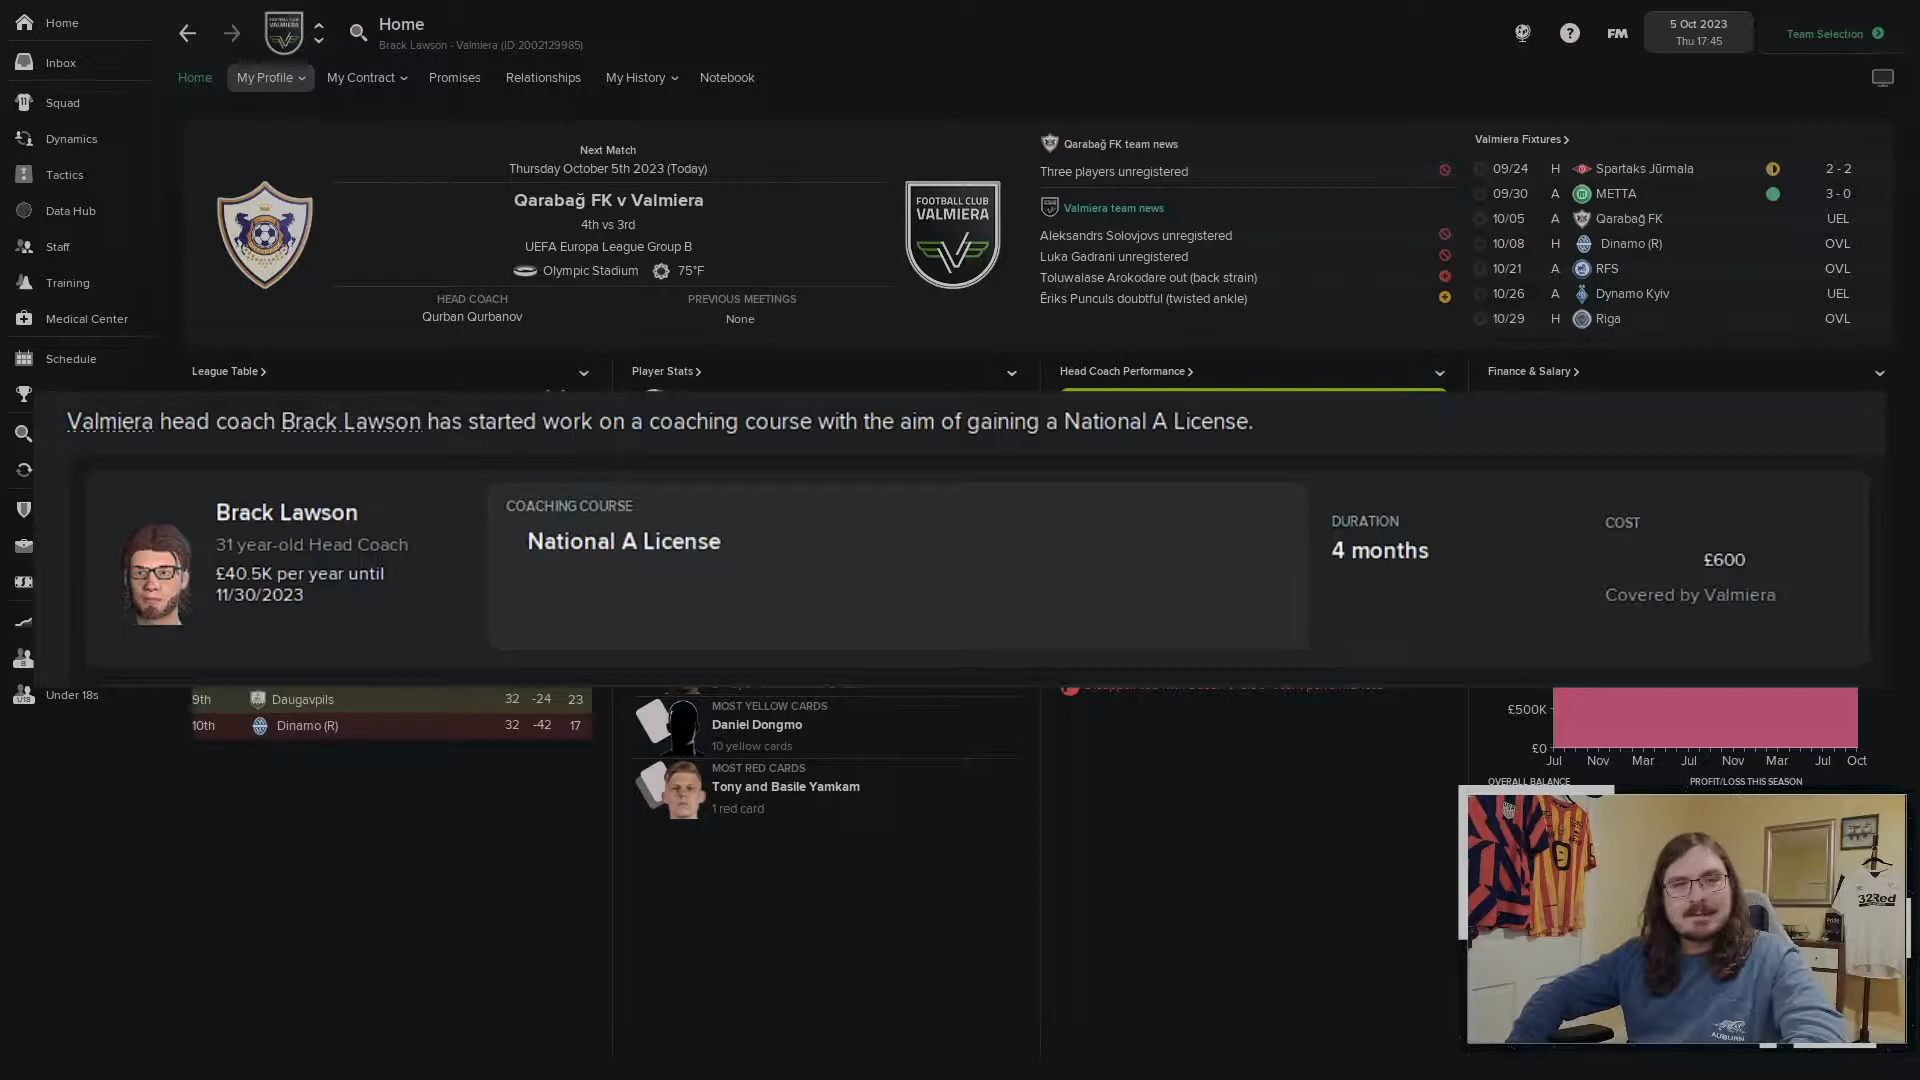 Home
Inbox
Squad
Dynamics
Tactics
Data Hub
Staff
Training
Medical Center
Schedule
Under 18s
Home
Brack Lawson - Valmiera (ID:2002129985)
FM
5 Oct 2023
Thu 17:45
Team Selection
Home
My Profile
My Contract
Promises
Relationships
My History
Notebook
Next Match
Thursday October 5th 2023 (Today)
Qarabağ FK v Valmiera
4th vs 3rd
UEFA Europa League Group B
Olympic Stadium 75°F
HEAD COACH
Qurban Qurbanov
PREVIOUS MEETINGS
None
FOOTBALL CLUB
VALMIERA
Qarabağ FK team news
Three players unregistered
Valmiera team news
Aleksandrs Solovjovs unregistered
Luka Gadrani unregistered
Toluwalase Arokodare out (back strain)
Ēriks Punculs doubtful (twisted ankle)
Valmiera Fixtures
09/24 H Spartaks Jūrmala 2 - 2
09/30 A METTA 3 - 0
10/05 A Qarabağ FK UEL
10/08 H Dinamo (R) OVL
10/21 A RFS OVL
10/26 A Dynamo Kyiv UEL
10/29 H Riga OVL
League Table
Player Stats
Head Coach Performance
Finance & Salary
Valmiera head coach Brack Lawson has started work on a coaching course with the aim of gaining a National A License.
Brack Lawson
31 year-old Head Coach
£40.5K per year until
11/30/2023
COACHING COURSE
National A License
DURATION
4 months
COST
£600
Covered by Valmiera
9th Daugavpils 32 -24 23
10th Dinamo (R) 32 -42 17
MOST YELLOW CARDS
Daniel Dongmo
10 yellow cards
MOST RED CARDS
Tony and Basile Yamkam
1 red card
£500K
£0
Jul Nov Mar Jul Nov Mar Jul Oct
OVERALL BALANCE
PROFIT/LOSS THIS SEASON
32Red
AUBURN